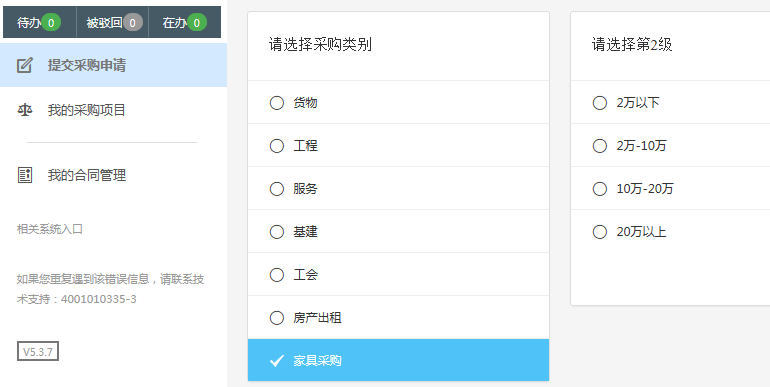 待办 0 被驳回 0 在办 0
提交采购申请
我的采购项目
我的合同管理
相关系统入口
如果您重复遇到该错误信息，请联系技
术支持：4001010335-3
V5.3.7
请选择采购类别
货物
工程
服务
基建
工会
房产出租
家具采购
请选择第2级
2万以下
2万-10万
10万-20万
20万以上